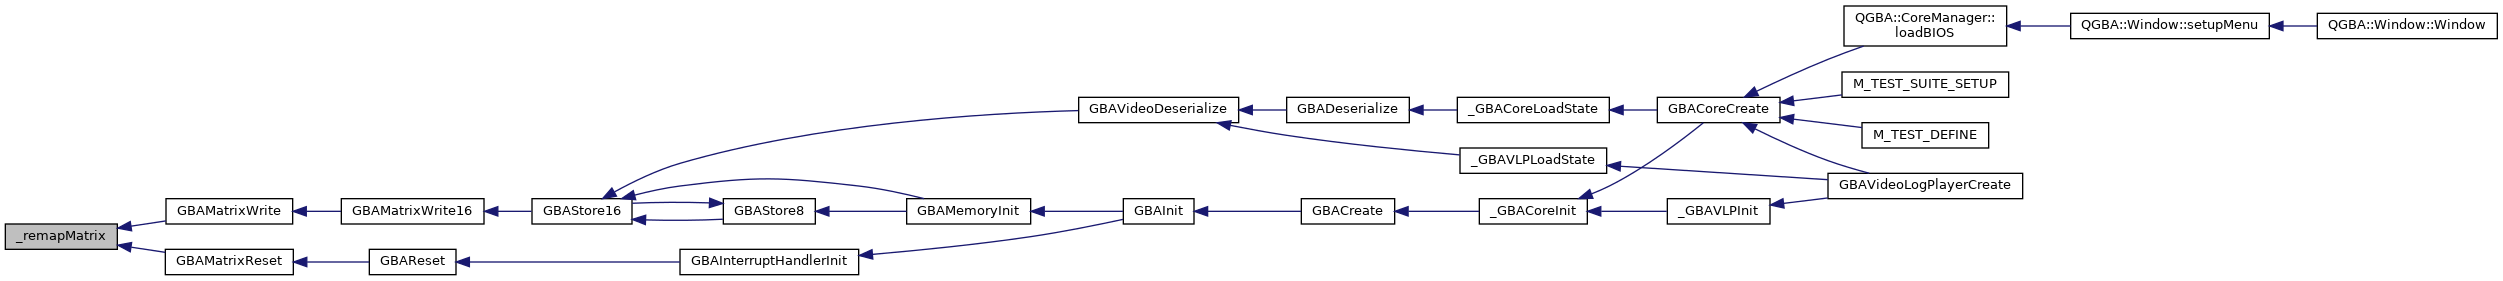 QGBA::CoreManager::
loadBIOS
QGBA::Window::setupMenu
QGBA::Window::Window
M_TEST_SUITE_SETUP
GBAVideoDeserialize
GBADeserialize
_GBACoreLoadState
GBACoreCreate
M_TEST_DEFINE
_GBAVLPLoadState
GBAVideoLogPlayerCreate
GBAMatrixWrite
GBAMatrixWrite16
GBAStore16
GBAStore8
GBAMemoryInit
GBAInit
GBACreate
_GBACoreInit
_GBAVLPInit
_remapMatrix
GBAMatrixReset
GBAReset
GBAInterruptHandlerInit